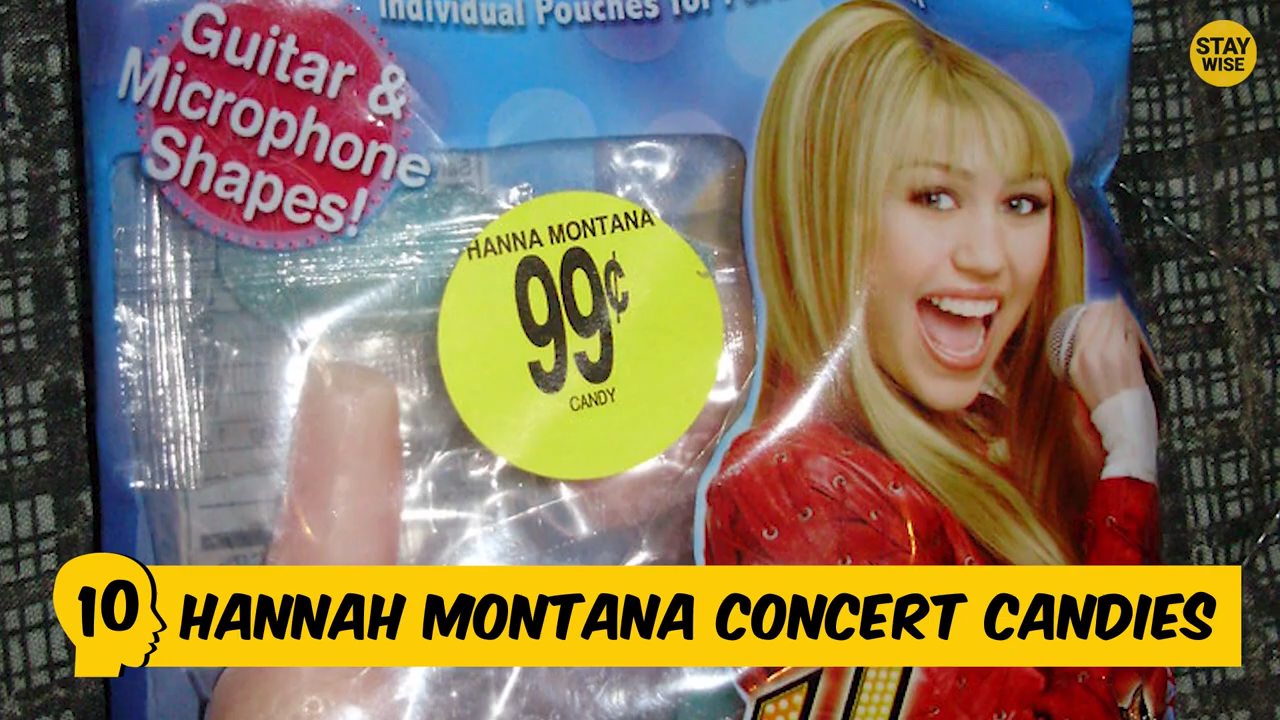 Individual Pouches for
Guitar &
Microphone
Shapes!
STAY
WISE
HANNA MONTANA
99¢
CANDY
10 HANNAH MONTANA CONCERT CANDIES